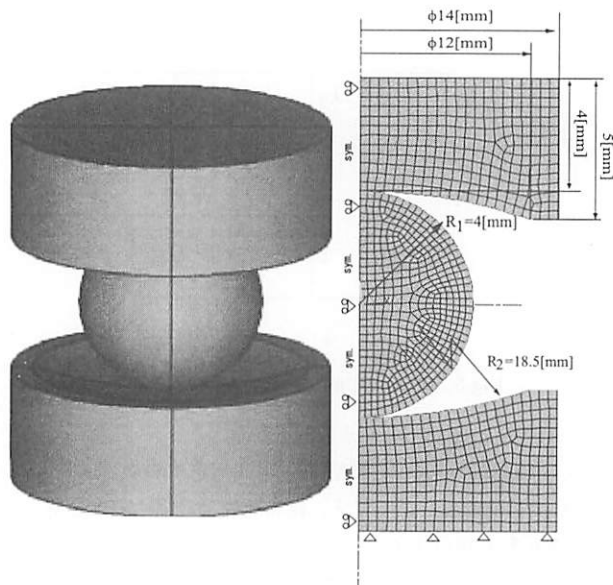 ϕ14[mm]
ϕ12[mm]
4[mm]
5[mm]
sym.
R₁=4[mm]
sym.
sym.
R₂=18.5[mm]
sym.